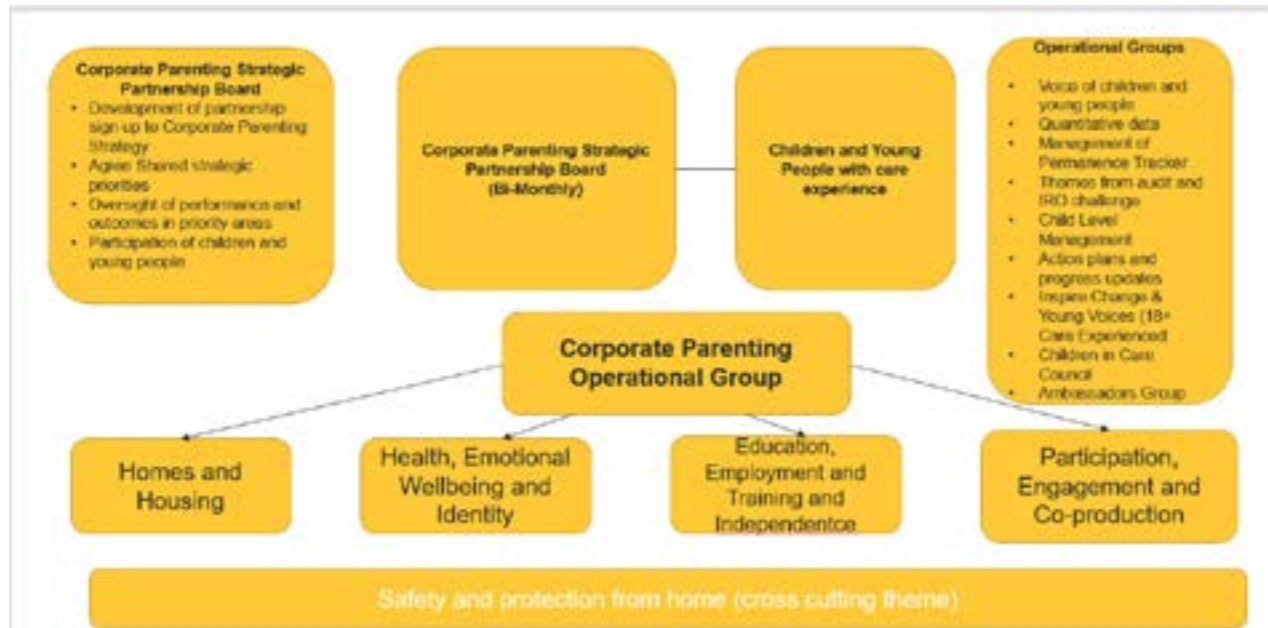 Corporate Parenting Strategic
Partnership Board
• Development of partnership
sign up to Corporate Parenting
Strategy
• Agree Shared strategic
priorities
• Oversight of performance and
outcomes in priority areas
• Participation of children and
young people
Corporate Parenting Strategic
Partnership Board
(Bi-Monthly)
Children and Young
People with care
experience
Operational Groups
• Voice of children and
young people
• Quantitative data
• Management of
Permanence Tracker
• Themes from audit and
IRO challenge
• Child Level
Management
• Action plans and
progress updates
• Inspire Change &
Young Voices (18+
Care Experienced
• Children in Care
Council
• Ambassadors Group
Corporate Parenting
Operational Group
Homes and
Housing
Health, Emotional
Wellbeing and
Identity
Education,
Employment and
Training and
Independentce
Participation,
Engagement and
Co-production
Safety and protection from home (cross cutting theme)